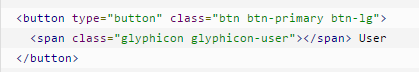 <button type="button" class="btn btn-primary btn-lg">
  <span class="glyphicon glyphicon-user"></span> User
</button>